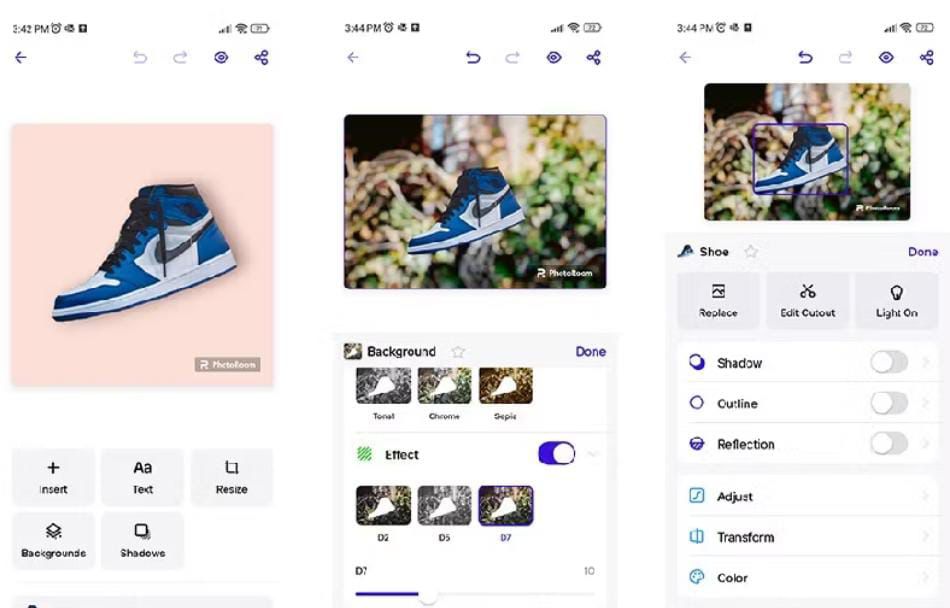 3:42 PM
PhotoRoom
Insert
Aa
Text
Resize
Backgrounds
Shadows
3:44 PM
PhotoRoom
Background
Done
Tonal
Chrome
Sepia
Effect
D2
D5
D7
D7
10
3:44 PM
PhotoRoom
Shoe
Done
Replace
Edit Cutout
Light On
Shadow
Outline
Reflection
Adjust
Transform
Color